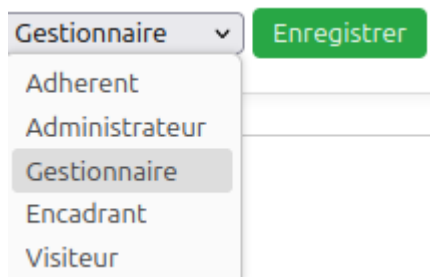 Gestionnaire Enregistrer
Adherent
Administrateur
Gestionnaire
Encadrant
Visiteur